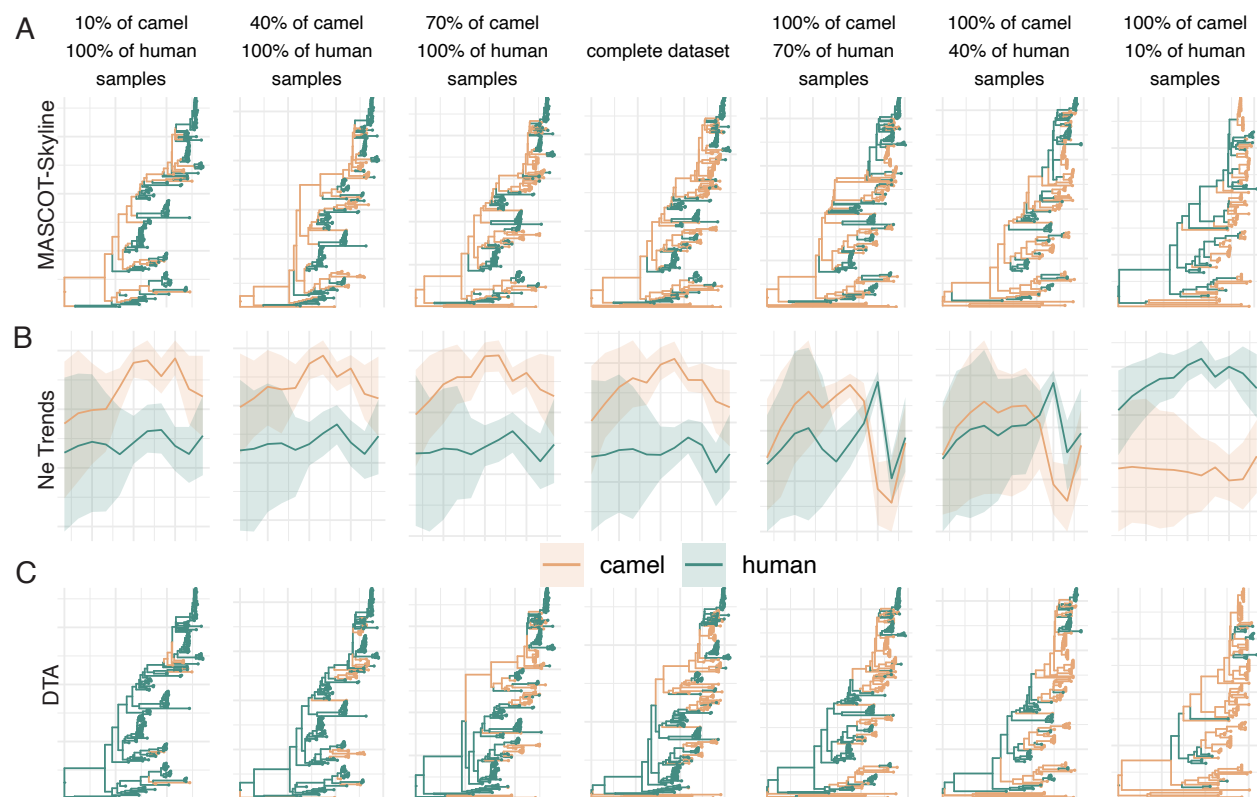 A
10% of camel
100% of human
samples
40% of camel
100% of human
samples
70% of camel
100% of human
samples
complete dataset
100% of camel
70% of human
samples
100% of camel
40% of human
samples
100% of camel
10% of human
samples
MASCOT-Skyline
B
Ne Trends
camel
human
C
DTA